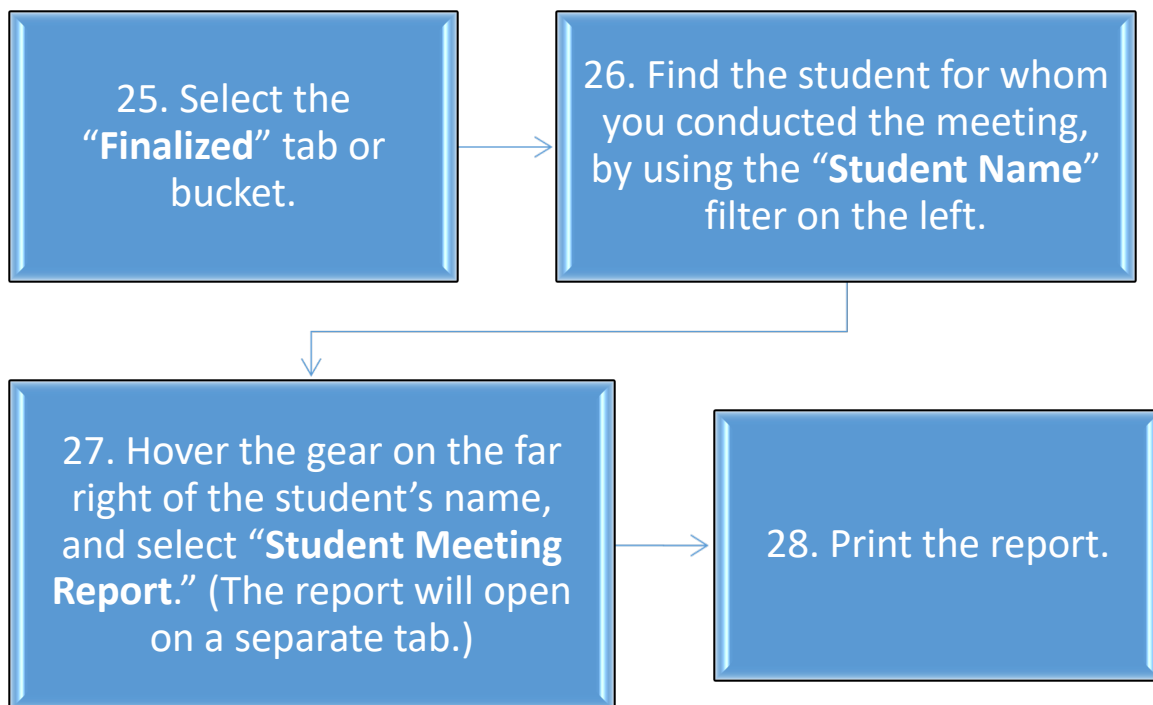 25. Select the
“Finalized” tab or
bucket.
26. Find the student for whom
you conducted the meeting,
by using the “Student Name”
filter on the left.
27. Hover the gear on the far
right of the student’s name,
and select “Student Meeting
Report.” (The report will open
on a separate tab.)
28. Print the report.